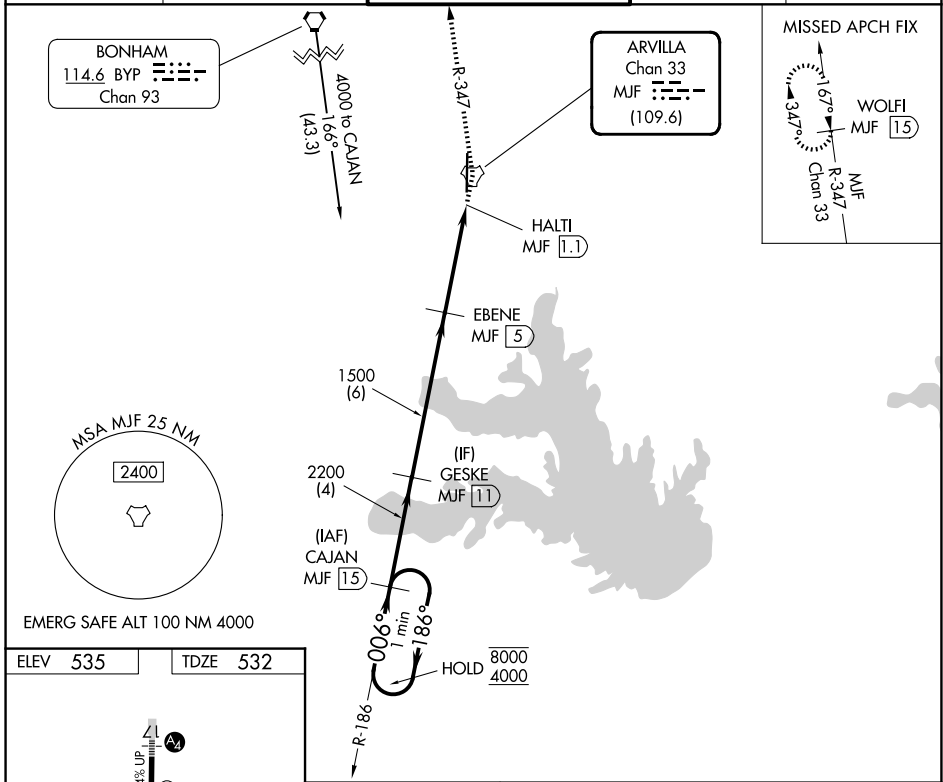 BONHAM
114.6 BYP
Chan 93
4000 to CAJAN
166°
(43.3)
R-347
ARVILLA
Chan 33
MJF
(109.6)
MISSED APCH FIX
167°
347°
WOLFI
MJF 15
MJF
R-347
Chan 33
HALTI
MJF 1.1
EBENE
MJF 5
1500
(6)
(IF)
GESKE
MJF 11
2200
(4)
(IAF)
CAJAN
MJF 15
MSA MJF 25 NM
2400
EMERG SAFE ALT 100 NM 4000
006°
1 min
186°
HOLD 8000
4000
R-186
ELEV 535
TDZE 532
A4